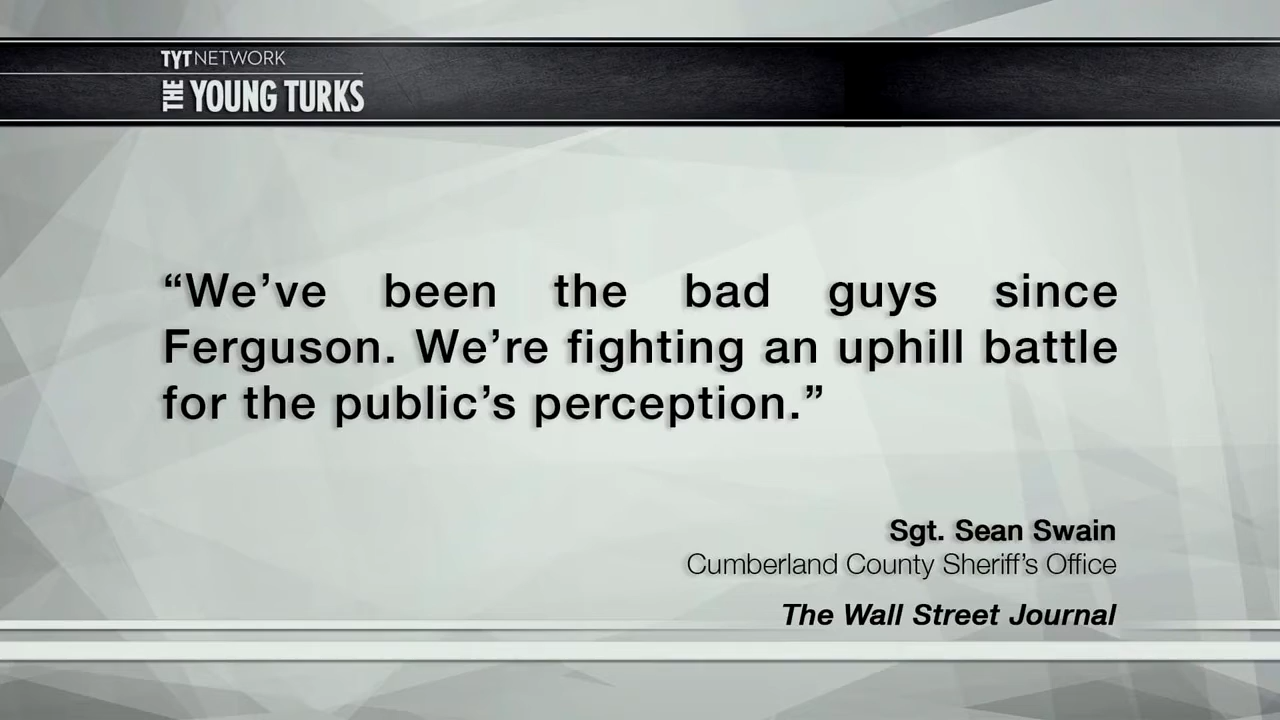 TYTNETWORK
THE YOUNG TURKS
“We’ve been the bad guys since
Ferguson. We’re fighting an uphill battle
for the public’s perception.”
Sgt. Sean Swain
Cumberland County Sheriff’s Office
The Wall Street Journal